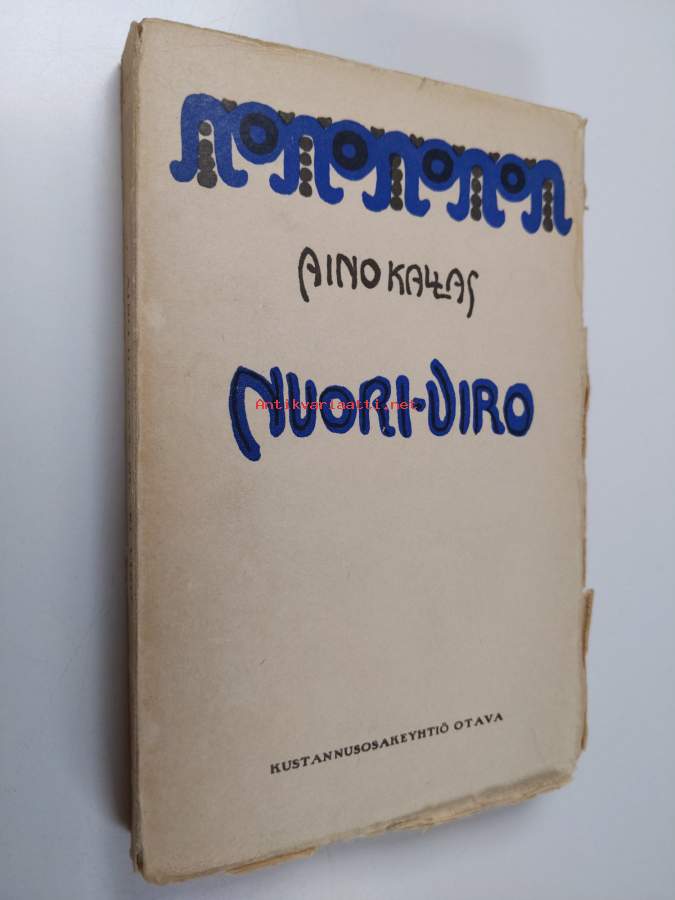 AINO KALLAS
NUORI-VIRO
Antikvariaatti.net
KUSTANNUSOSAKEYHTIÖ OTAVA